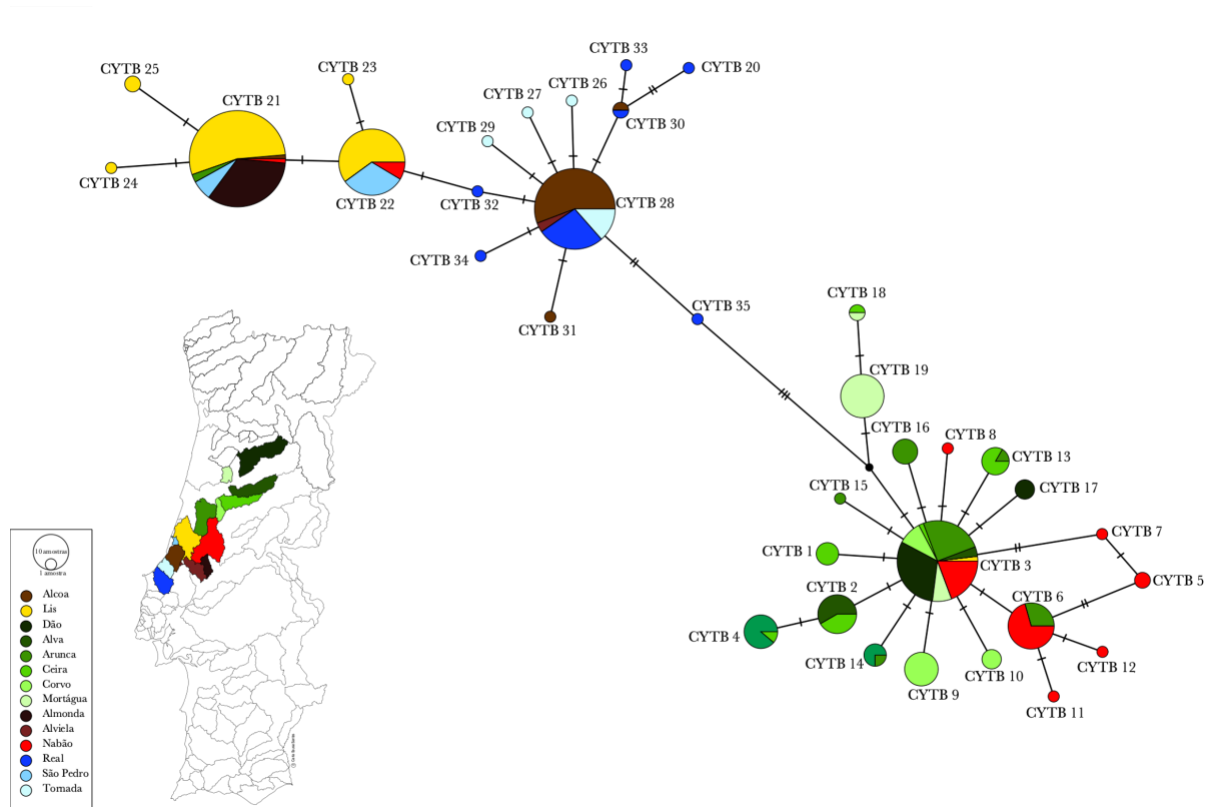 CYTB 33
CYTB 20
CYTB 25
CYTB 23
CYTB 26
CYTB 27
CYTB 21
CYTB 30
CYTB 29
CYTB 24
CYTB 22
CYTB 32
CYTB 28
CYTB 34
CYTB 31
CYTB 35
CYTB 18
CYTB 19
CYTB 16
CYTB 8
CYTB 13
CYTB 15
CYTB 17
CYTB 7
CYTB 1
CYTB 3
CYTB 5
CYTB 2
CYTB 6
CYTB 4
CYTB 14
CYTB 9
CYTB 10
CYTB 12
CYTB 11
10 amostras
1 amostra
Alcoa
Lis
Dão
Alva
Arunca
Ceira
Corvo
Mortágua
Almonda
Alviela
Nabão
Real
São Pedro
Tornada